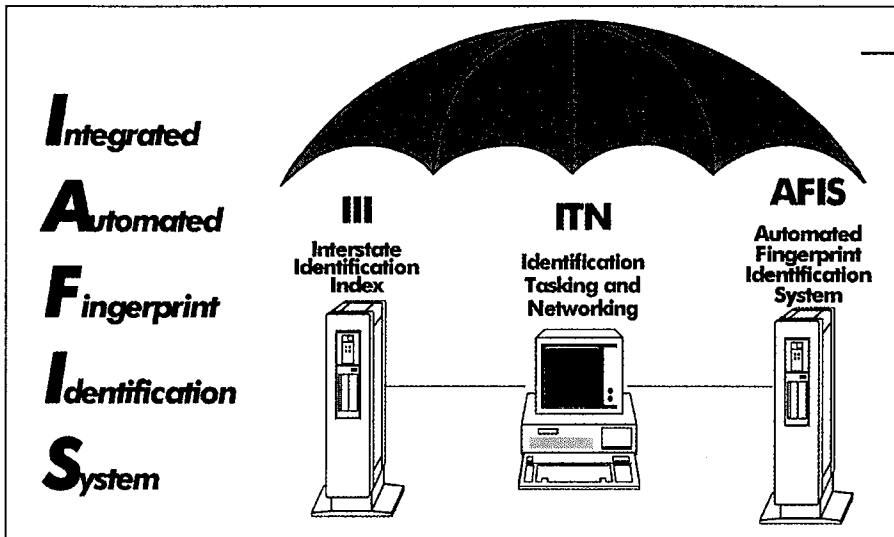 Integrated
Automated
Fingerprint
Identification
System
III
Interstate
Identification
Index
ITN
Identification
Tasking and
Networking
AFIS
Automated
Fingerprint
Identification
System